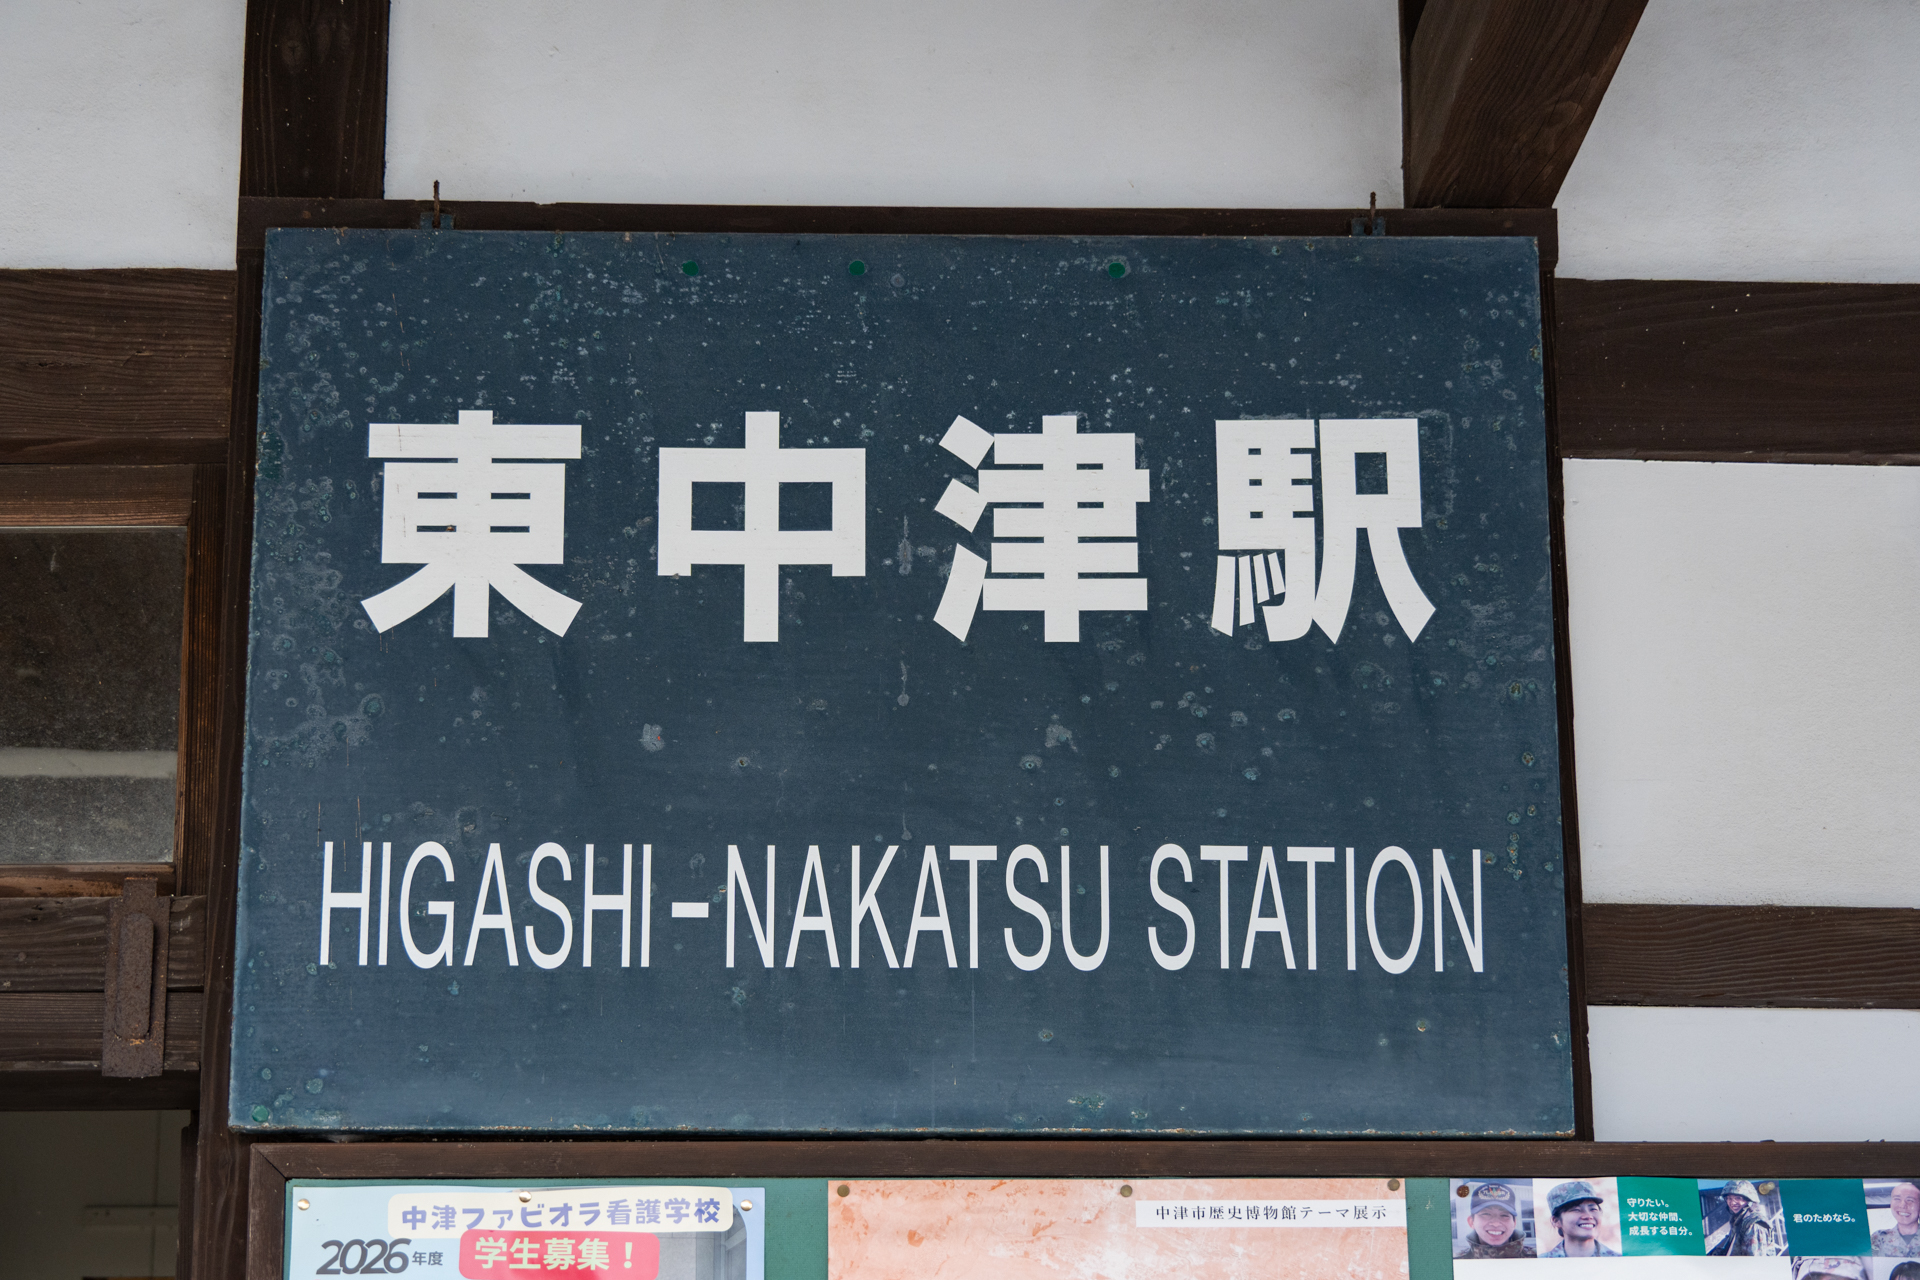 東中津駅
HIGASHI-NAKATSU STATION
中津ファビオラ看護学校
2026年度
学生募集！
中津市歴史博物館テーマ展示
守りたい。
大切な仲間、
成長する自分。
君のためなら。